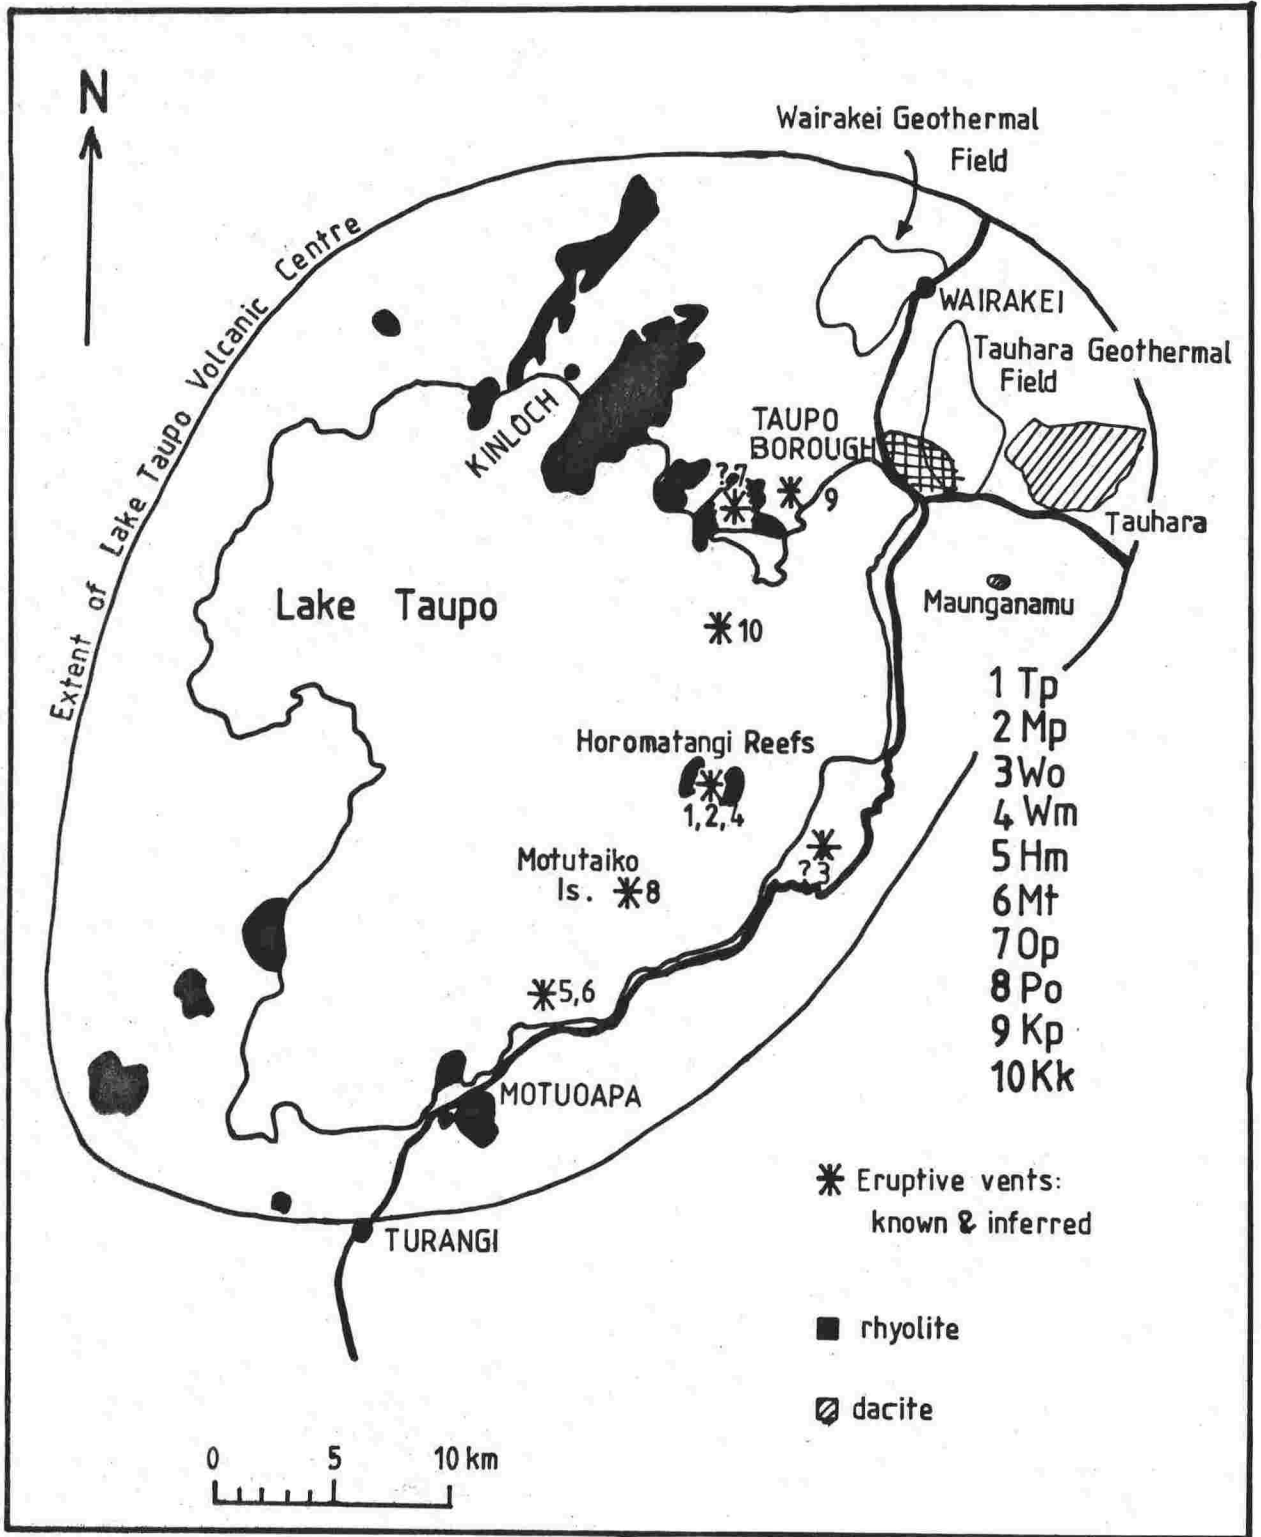 N
Wairakei Geothermal
Field
Extent of Lake Taupo Volcanic Centre
WAIRAKEI
Tauhara Geothermal
Field
KINLOCH
TAUPO
BOROUGH
?7
9
Tauhara
Lake Taupo
Maunganamu
10
Horomatangi Reefs
1,2,4
Motutaiko
Is. 8
?3
5,6
MOTUOAPA
TURANGI
1 Tp
2 Mp
3 Wo
4 Wm
5 Hm
6 Mt
7 Op
8 Po
9 Kp
10 Kk
Eruptive vents:
known & inferred
rhyolite
dacite
0 5 10 km